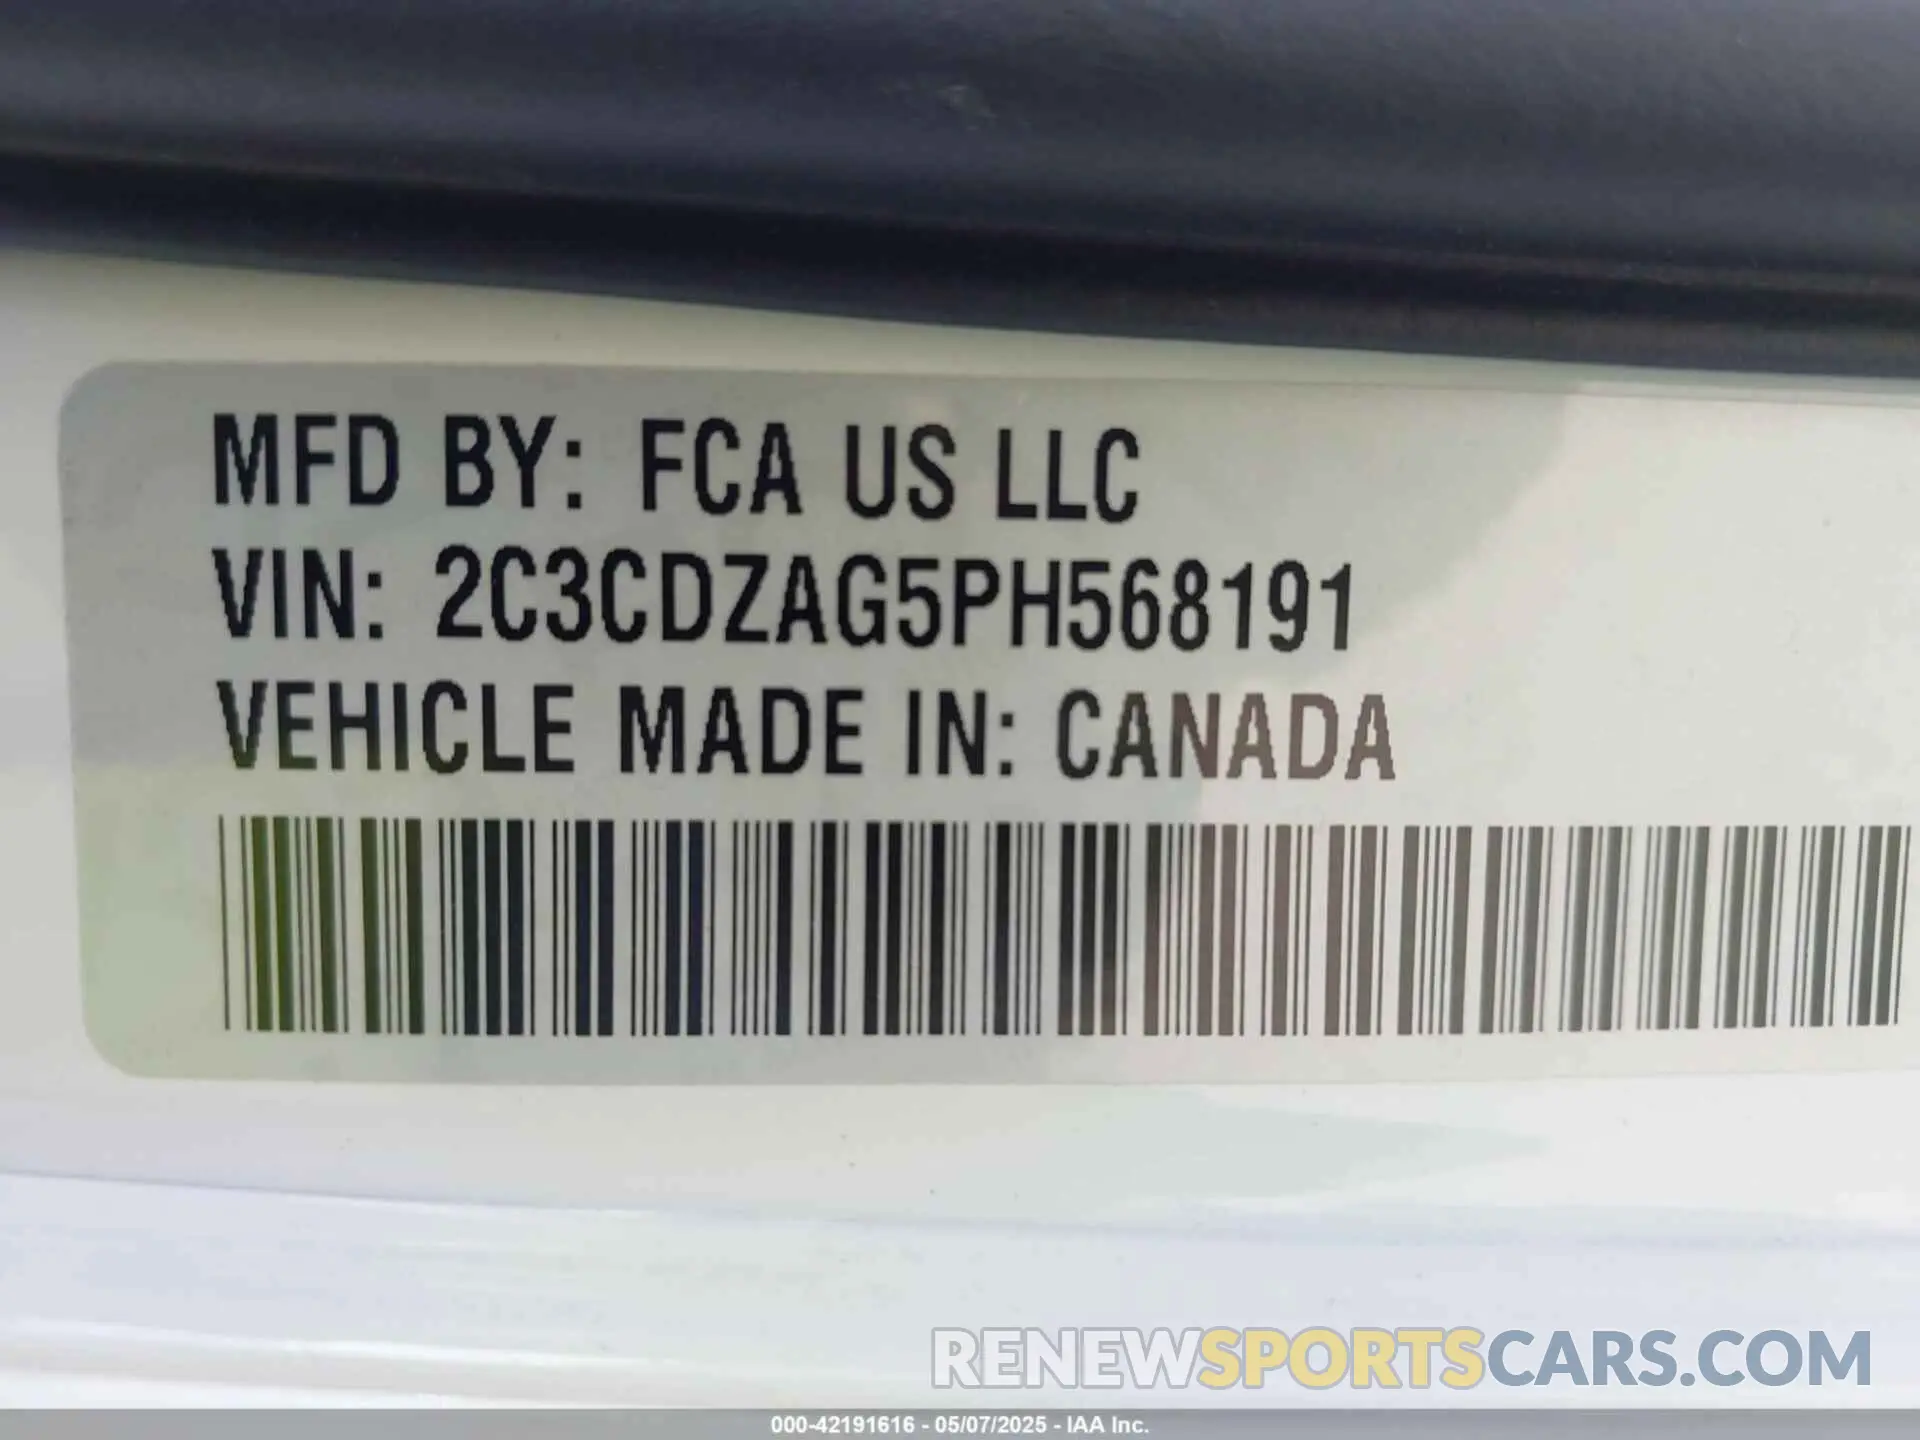 MFD BY: FCA US LLC
VIN: 2C3CDZAG5PH568191
VEHICLE MADE IN: CANADA
RENEWSPORTSCARS.COM
000-42191616 - 05/07/2025 - IAA Inc.